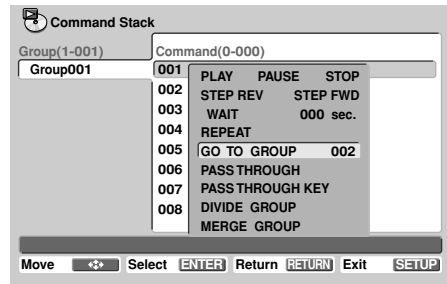 Command Stack
Group(1-001) Command(0-000)
Group001 001 PLAY PAUSE STOP
002 STEP REV STEP FWD
003 WAIT 000 sec.
004 REPEAT
005 GO TO GROUP 002
006 PASS THROUGH
007 PASS THROUGH KEY
008 DIVIDE GROUP
MERGE GROUP
Move Select ENTER Return RETURN Exit SETUP